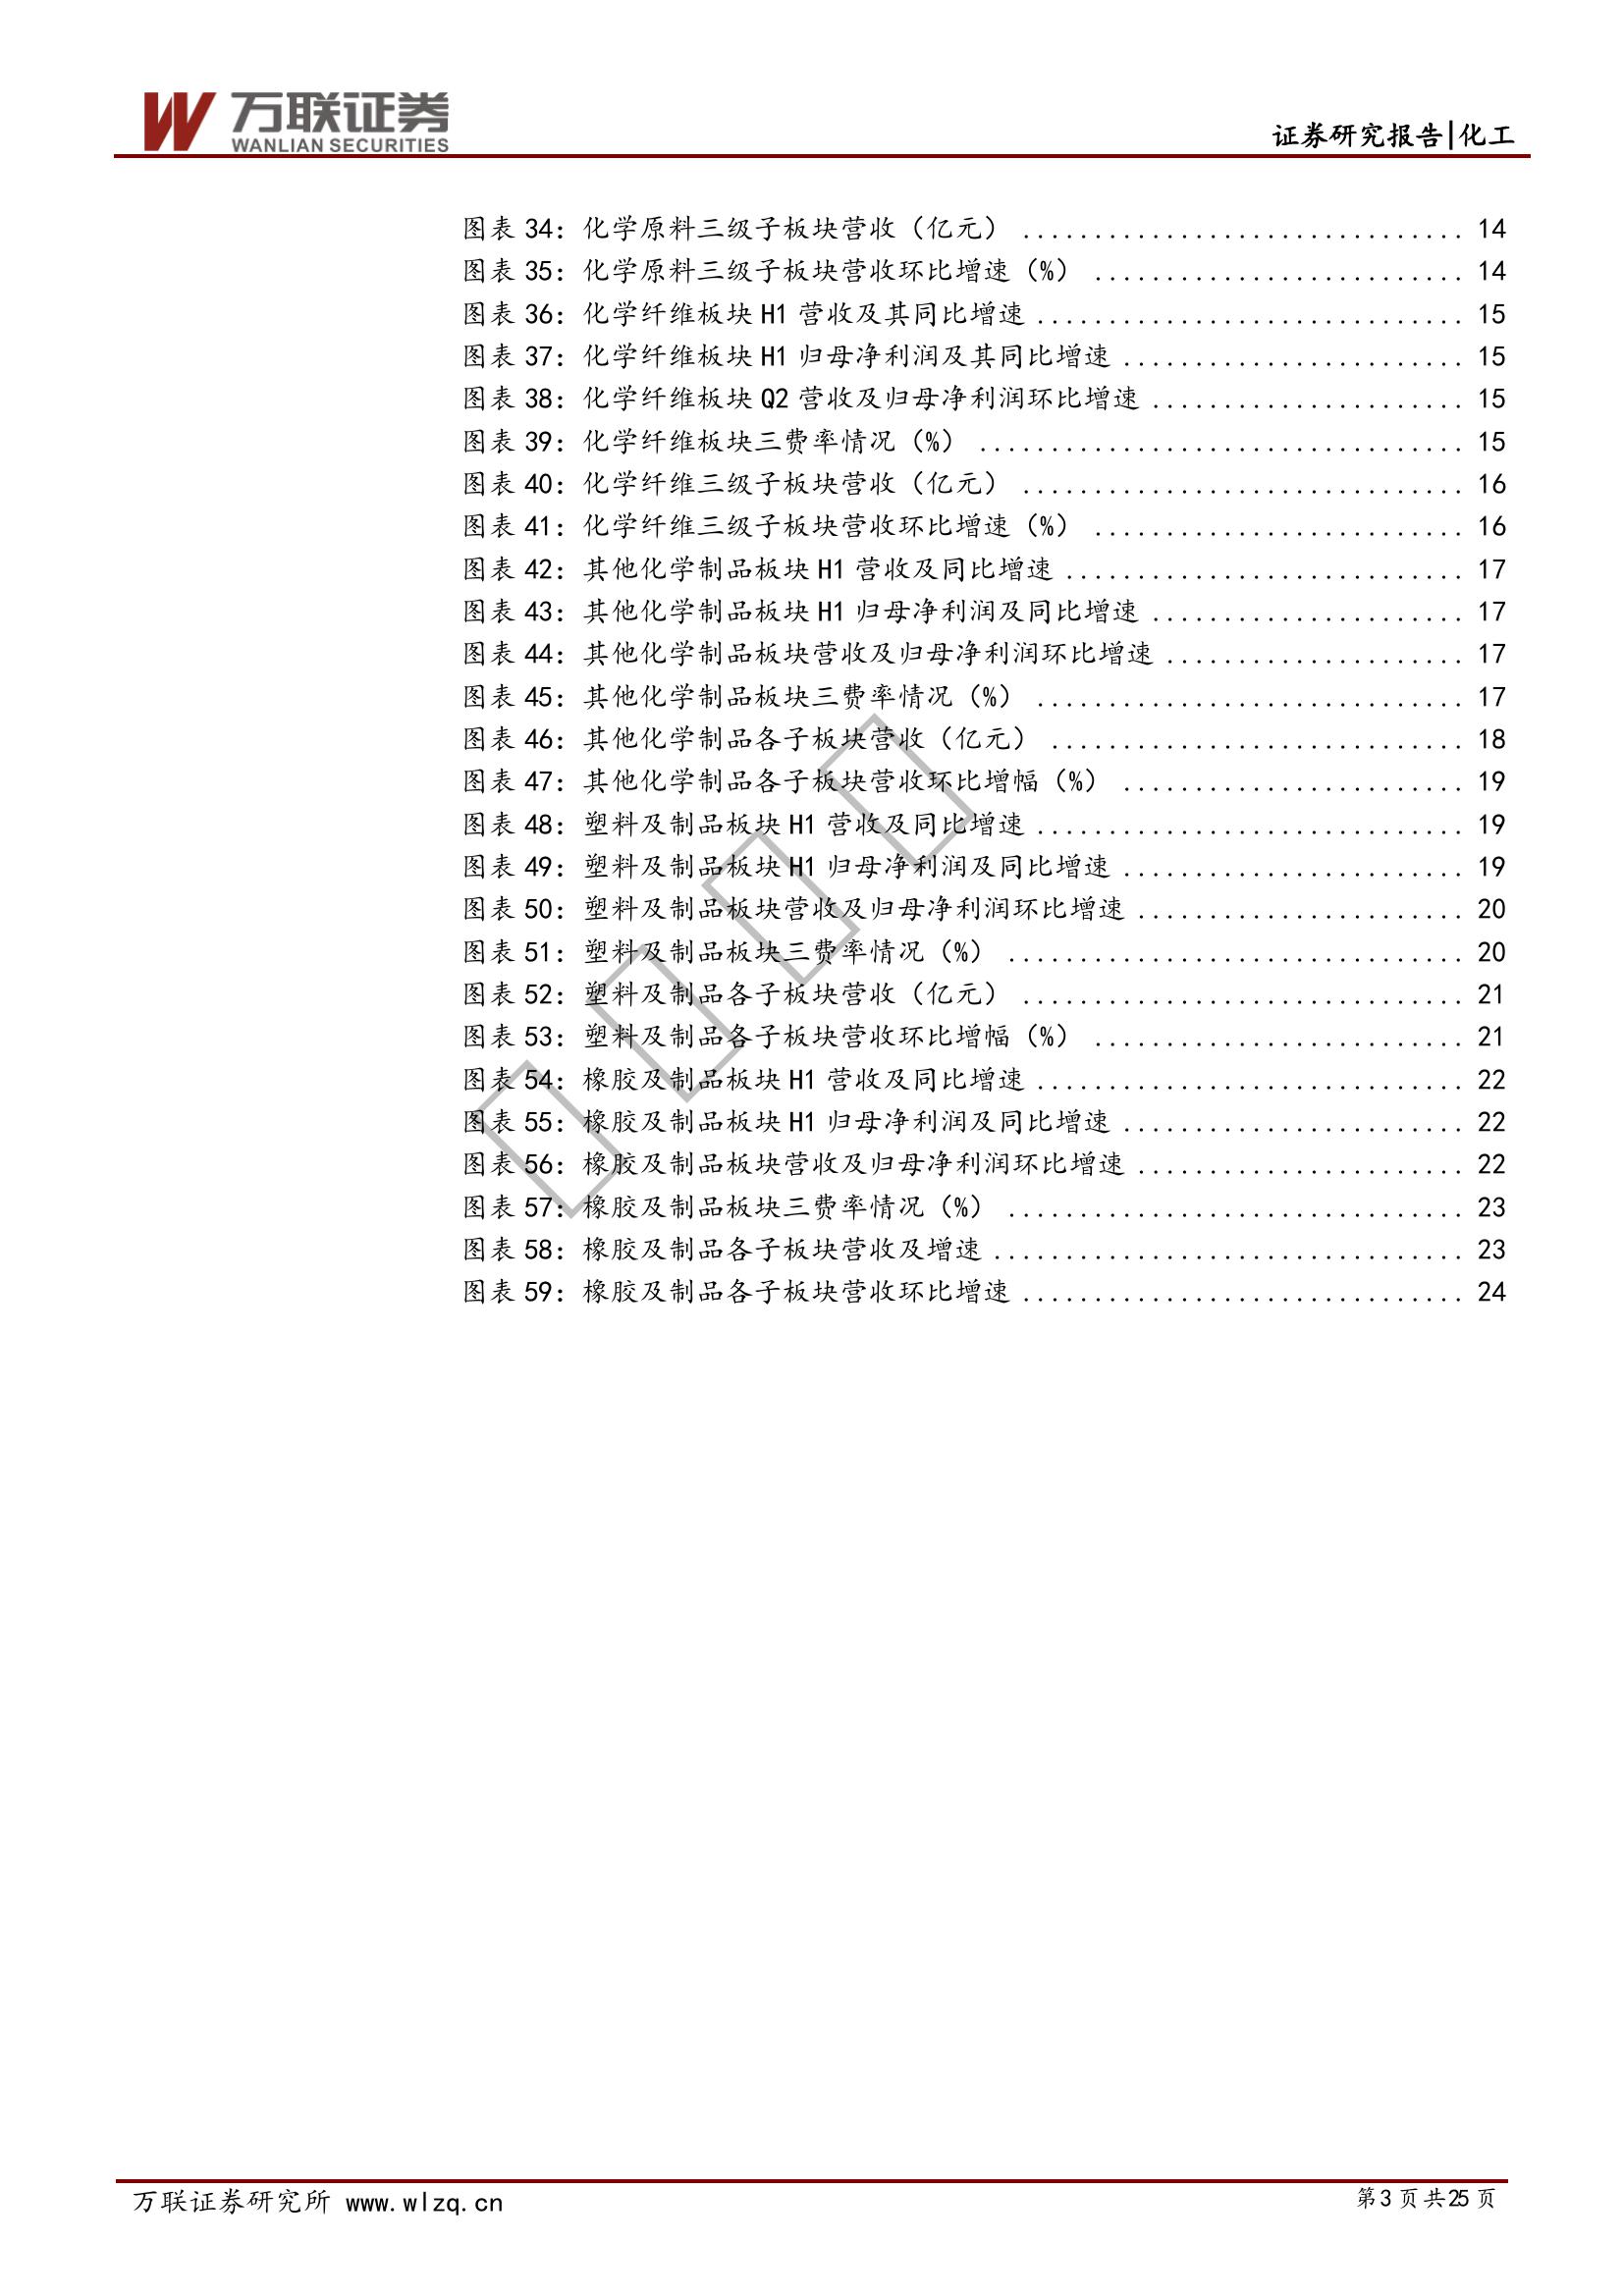 万联证券
WANLIAN SECURITIES
证券研究报告|化工
图表 34：化学原料三级子板块营收（亿元） ............................... 14
图表 35：化学原料三级子板块营收环比增速（%） .......................... 14
图表 36：化学纤维板块 H1 营收及其同比增速 .............................. 15
图表 37：化学纤维板块 H1 归母净利润及其同比增速 ........................ 15
图表 38：化学纤维板块 Q2 营收及归母净利润环比增速 ...................... 15
图表 39：化学纤维板块三费率情况（%） .................................. 15
图表 40：化学纤维三级子板块营收（亿元） ............................... 16
图表 41：化学纤维三级子板块营收环比增速（%） .......................... 16
图表 42：其他化学制品板块 H1 营收及同比增速 ............................ 17
图表 43：其他化学制品板块 H1 归母净利润及同比增速 ...................... 17
图表 44：其他化学制品板块营收及归母净利润环比增速 ..................... 17
图表 45：其他化学制品板块三费率情况（%） .............................. 17
图表 46：其他化学制品各子板块营收（亿元） ............................. 18
图表 47：其他化学制品各子板块营收环比增幅（%） ........................ 19
图表 48：塑料及制品板块 H1 营收及同比增速 .............................. 19
图表 49：塑料及制品板块 H1 归母净利润及同比增速 ........................ 19
图表 50：塑料及制品板块营收及归母净利润环比增速 ....................... 20
图表 51：塑料及制品板块三费率情况（%） ................................ 20
图表 52：塑料及制品各子板块营收（亿元） ............................... 21
图表 53：塑料及制品各子板块营收环比增幅（%） .......................... 21
图表 54：橡胶及制品板块 H1 营收及同比增速 .............................. 22
图表 55：橡胶及制品板块 H1 归母净利润及同比增速 ........................ 22
图表 56：橡胶及制品板块营收及归母净利润环比增速 ....................... 22
图表 57：橡胶及制品板块三费率情况（%） ................................ 23
图表 58：橡胶及制品各子板块营收及增速 ................................. 23
图表 59：橡胶及制品各子板块营收环比增速 ............................... 24
万联证券研究所 www.wlzq.cn
第3页共25页